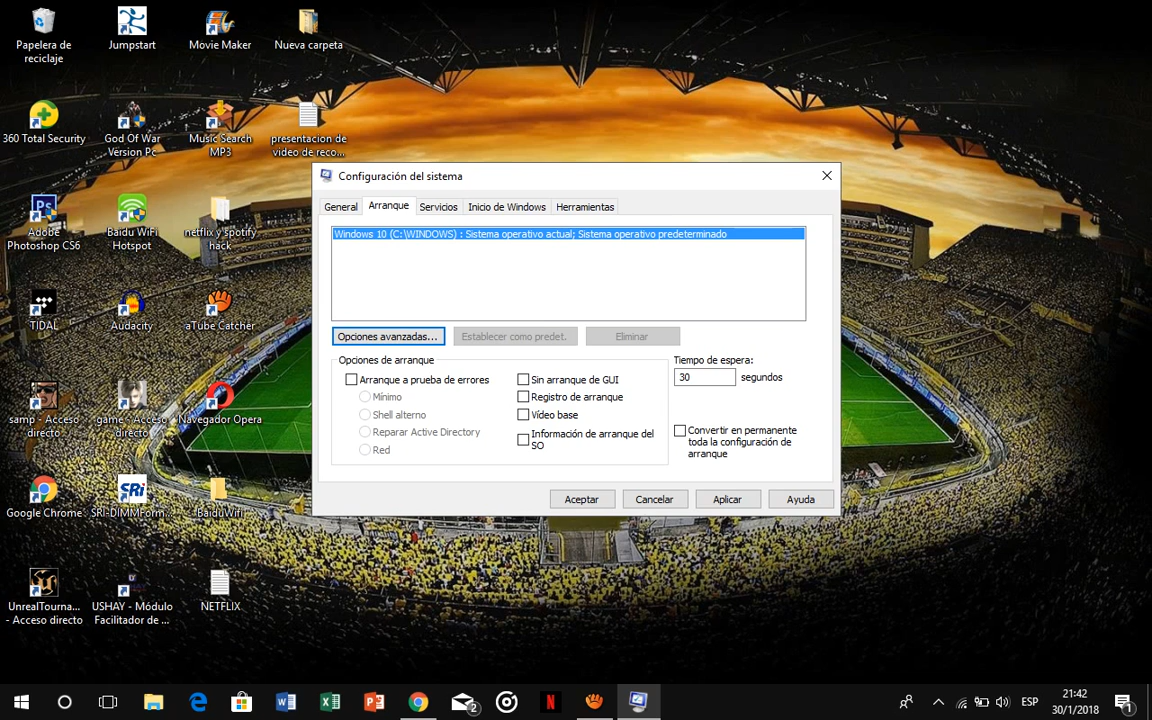 Papelera de
reciclaje
Jumpstart
Movie Maker
Nueva carpeta
360 Total Security
God Of War
Version Pc
Music Search
MP3
presentacion de
video de reco...
Adobe
Photoshop CS6
Baidu WiFi
Hotspot
netflix y spotify
hack
TIDAL
Audacity
aTube Catcher
samp - Acceso
directo
game - Acceso
directo
Navegador Opera
Google Chrome
SRI-DIMMForm...
BaiduWifi
UnrealTourna...
- Acceso directo
USHAY - Módulo
Facilitador de ...
NETFLIX
Configuración del sistema
General
Arranque
Servicios
Inicio de Windows
Herramientas
Windows 10 (C:\WINDOWS) : Sistema operativo actual; Sistema operativo predeterminado
Opciones avanzadas...
Establecer como predet.
Eliminar
Opciones de arranque
Arranque a prueba de errores
Mínimo
Shell alterno
Reparar Active Directory
Red
Sin arranque de GUI
Registro de arranque
Vídeo base
Información de arranque del
SO
Tiempo de espera:
30
segundos
Convertir en permanente
toda la configuración de
arranque
Aceptar
Cancelar
Aplicar
Ayuda
2
ESP
21:42
30/1/2018
1